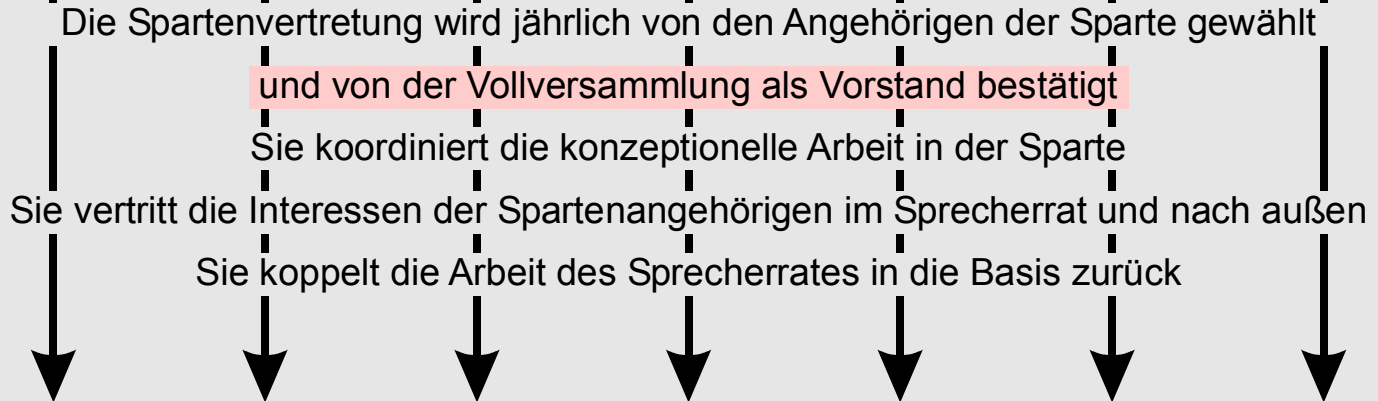 Die Spartenvertretung wird jährlich von den Angehörigen der Sparte gewählt
und von der Vollversammlung als Vorstand bestätigt
Sie koordiniert die konzeptionelle Arbeit in der Sparte
Sie vertritt die Interessen der Spartenangehörigen im Sprecherrat und nach außen
Sie koppelt die Arbeit des Sprecherrates in die Basis zurück